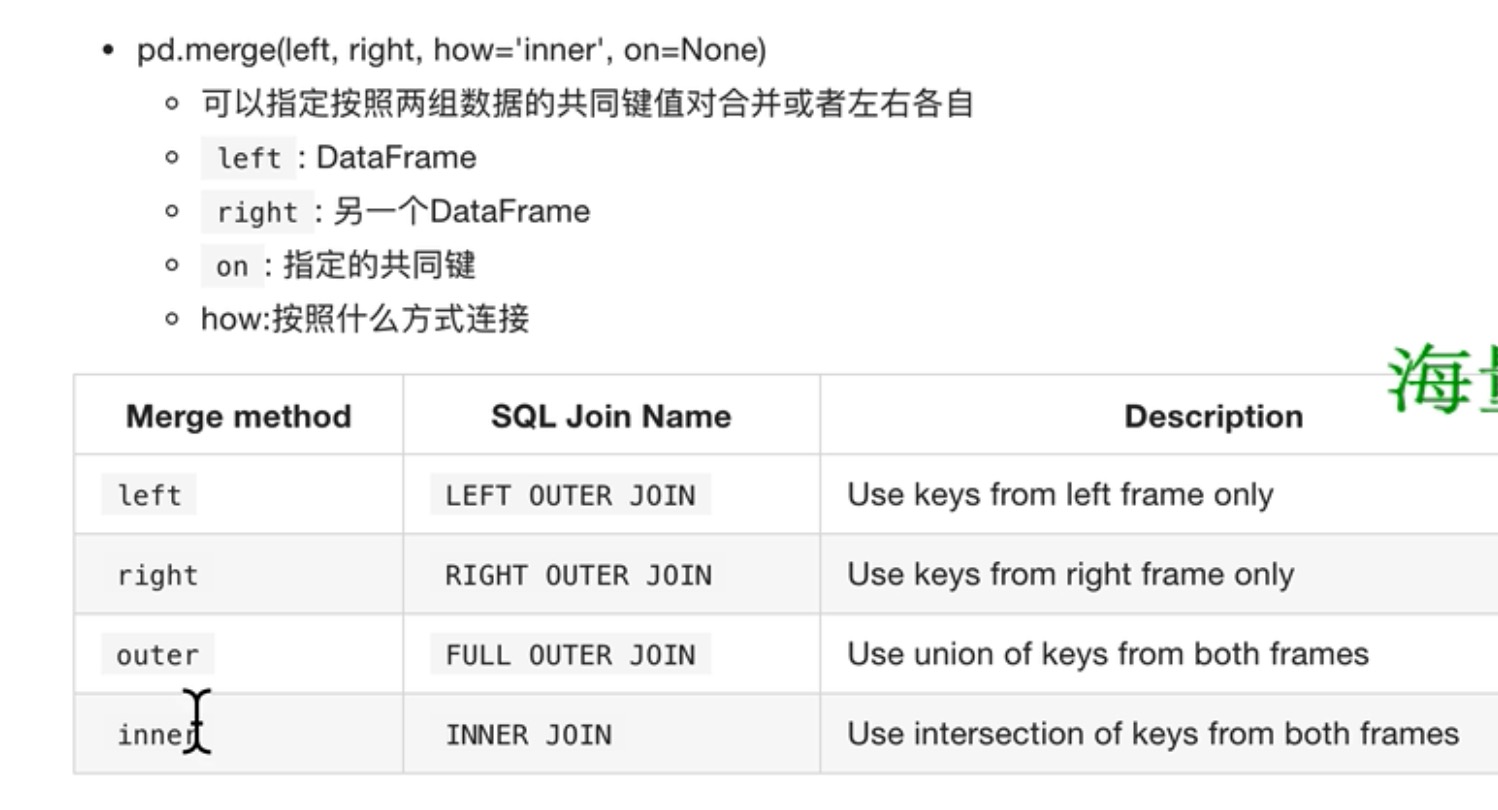 pd.merge(left, right, how='inner', on=None)
可以指定按照两组数据的共同键值对合并或者左右各自
left : DataFrame
right : 另一个DataFrame
on : 指定的共同键
how:按照什么方式连接
海
Merge method SQL Join Name Description
left LEFT OUTER JOIN Use keys from left frame only
right RIGHT OUTER JOIN Use keys from right frame only
outer FULL OUTER JOIN Use union of keys from both frames
inner INNER JOIN Use intersection of keys from both frames